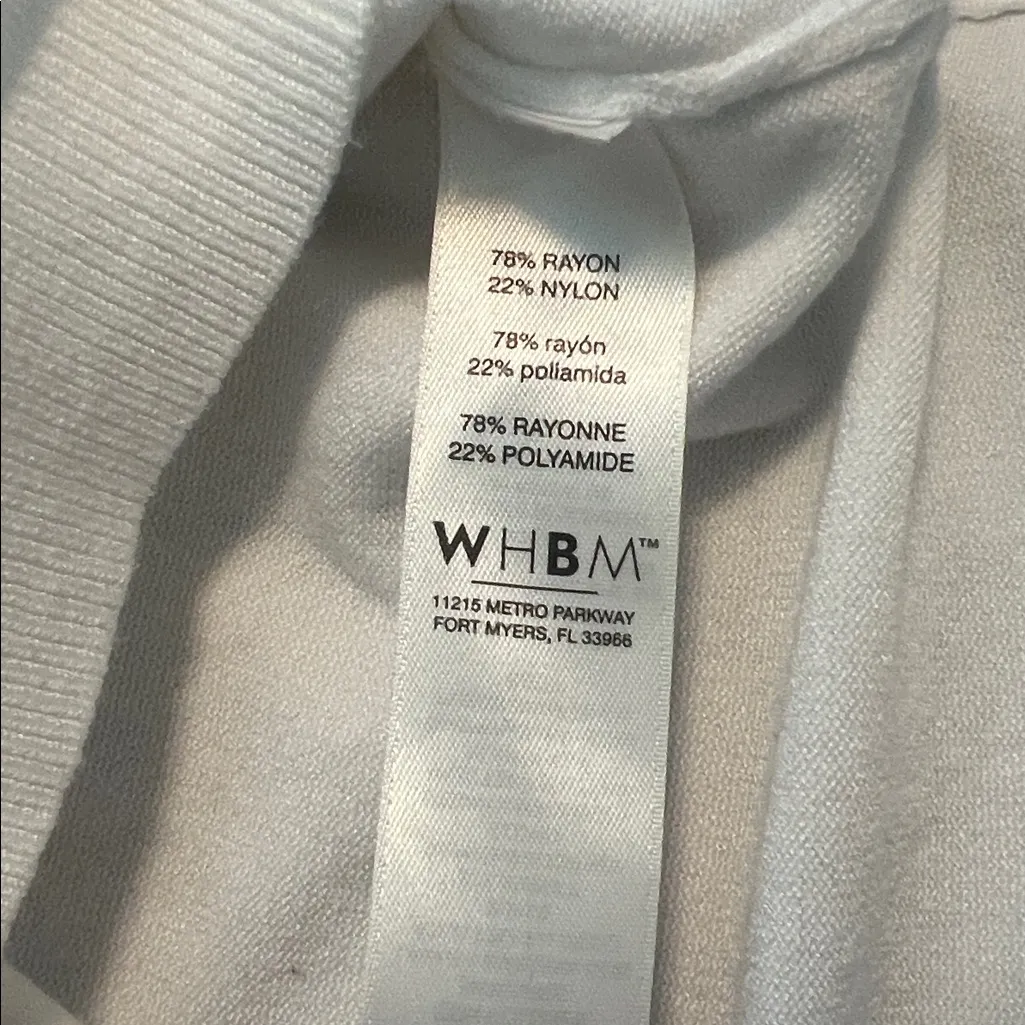 78% RAYON
22% NYLON
78% rayón
22% poliamida
78% RAYONNE
22% POLYAMIDE
WHBM™
11215 METRO PARKWAY
FORT MYERS, FL 33966